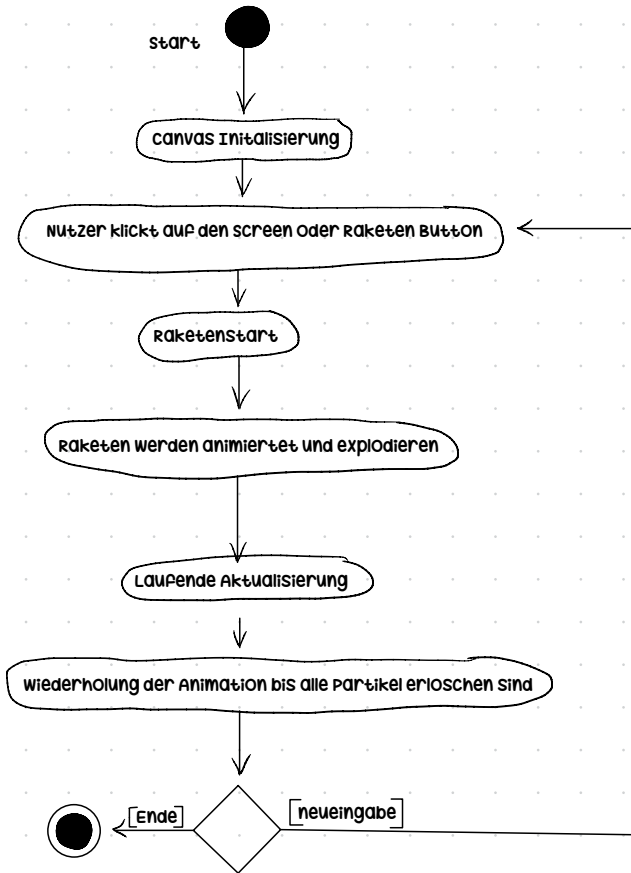 Start
Canvas Initalisierung
Nutzer klickt auf den Screen oder Raketen Button
Raketenstart
Raketen werden animiertet und explodieren
Laufende Aktualisierung
Wiederholung der Animation bis alle Partikel erloschen sind
[Ende]
[neueingabe]